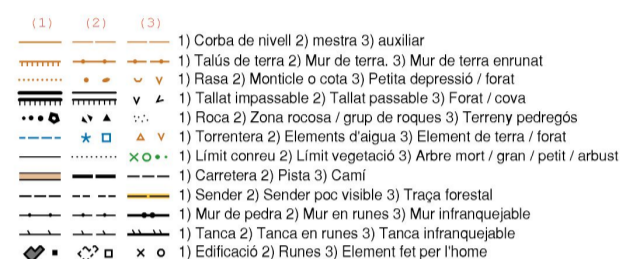 (1) (2) (3)
1) Corba de nivell 2) mestra 3) auxiliar
1) Talús de terra 2) Mur de terra. 3) Mur de terra enrunat
1) Rasa 2) Monticle o cota 3) Petita depressió / forat
1) Tallat impassable 2) Tallat passable 3) Forat / cova
1) Roca 2) Zona rocosa / grup de roques 3) Terreny pedregós
1) Torrentera 2) Elements d'aigua 3) Element de terra / forat
1) Límit conreu 2) Límit vegetació 3) Arbre mort / gran / petit / arbust
1) Carretera 2) Pista 3) Camí
1) Sender 2) Sender poc visible 3) Traça forestal
1) Mur de pedra 2) Mur en runes 3) Mur infranquejable
1) Tanca 2) Tanca en runes 3) Tanca infranquejable
1) Edificació 2) Runes 3) Element fet per l'home